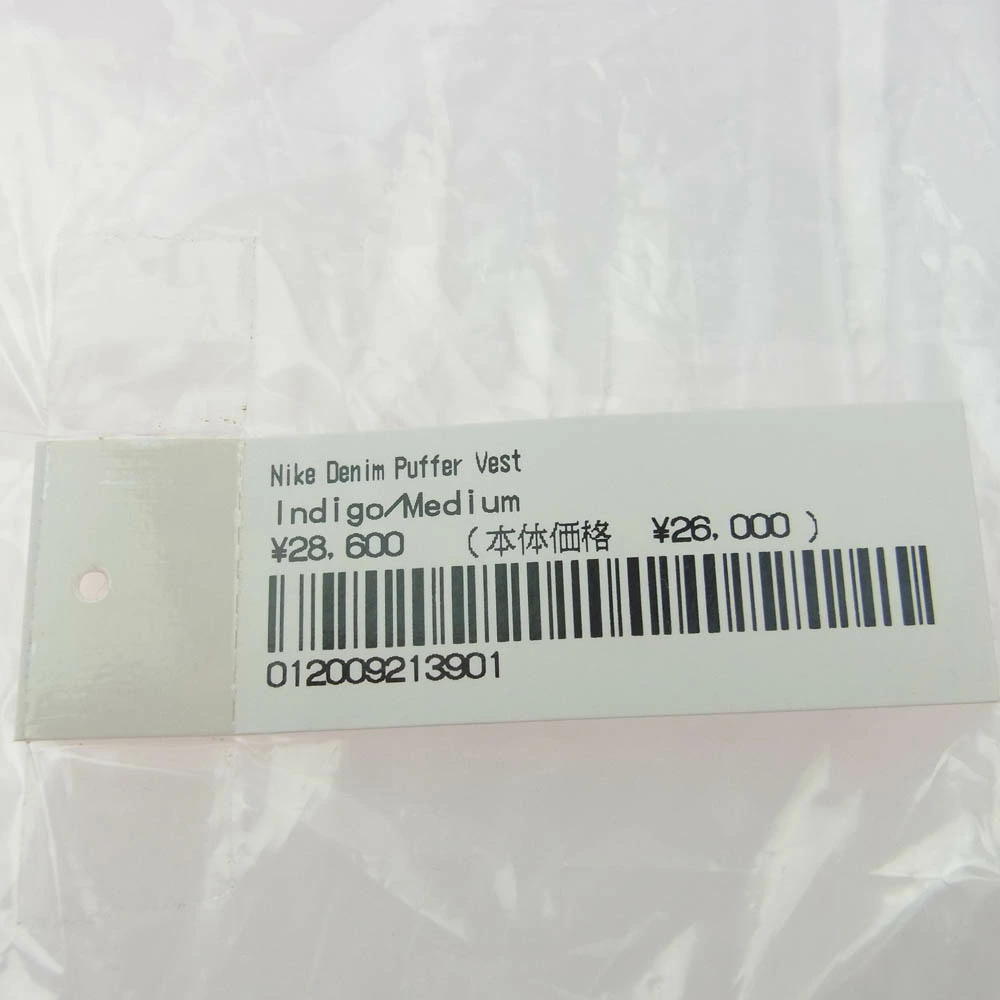 Nike Denim Puffer Vest
Indigo/Medium
¥28,600 (本体価格 ¥26,000)
012009213901